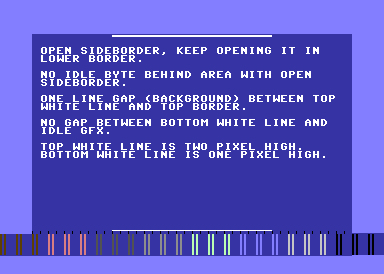 OPEN SIDEBORDER, KEEP OPENING IT IN
LOWER BORDER.
NO IDLE BYTE BEHIND AREA WITH OPEN
SIDEBORDER.
ONE LINE GAP (BACKGROUND) BETWEEN TOP
WHITE LINE AND TOP BORDER.
NO GAP BETWEEN BOTTOM WHITE LINE AND
IDLE GFX.
TOP WHITE LINE IS TWO PIXEL HIGH.
BOTTOM WHITE LINE IS ONE PIXEL HIGH.